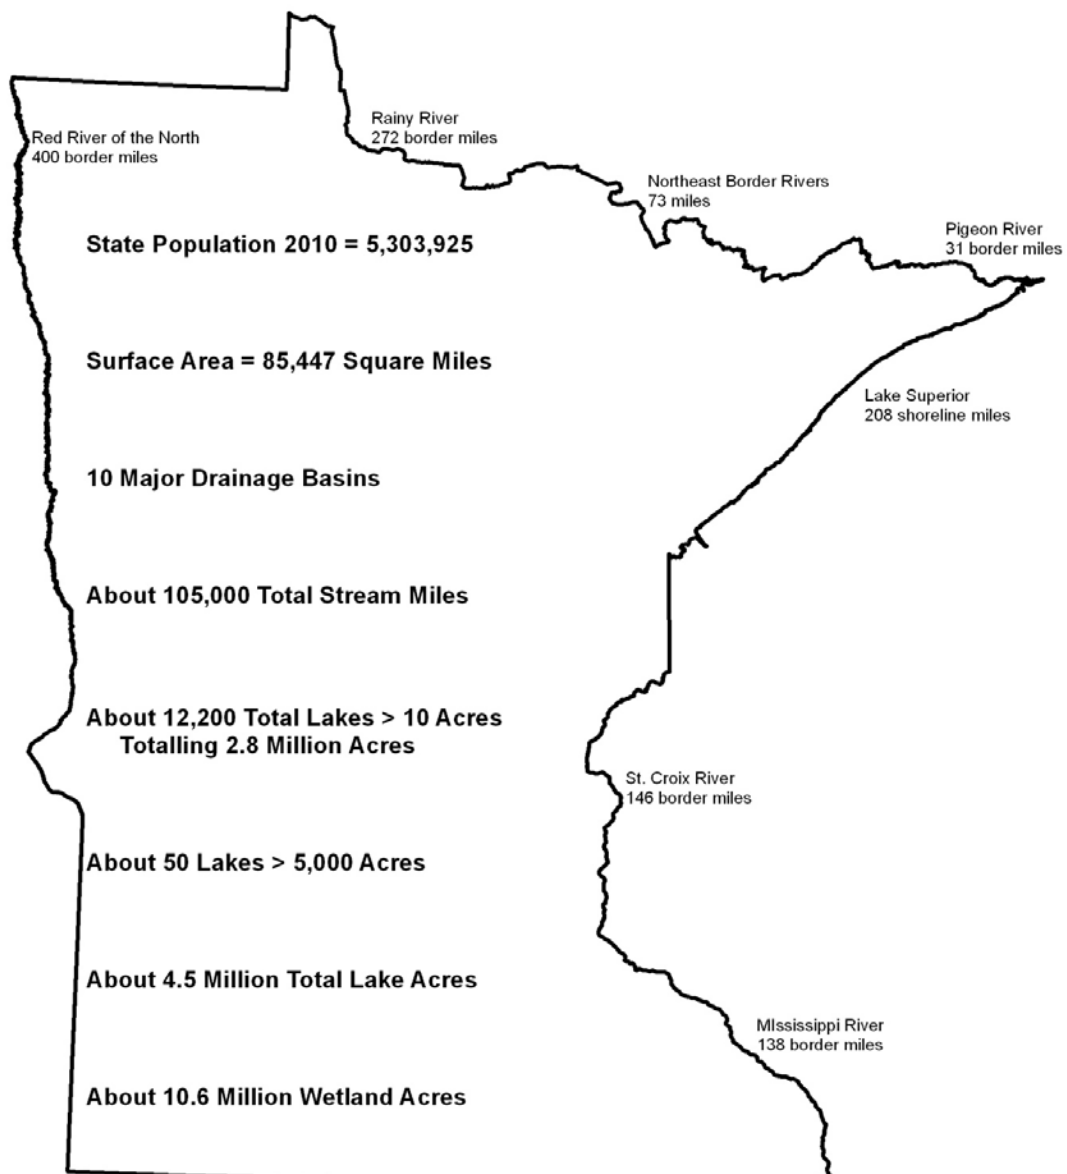 Rainy River
272 border miles
Red River of the North
400 border miles
Northeast Border Rivers
73 miles
Pigeon River
31 border miles
State Population 2010 = 5,303,925
Surface Area = 85,447 Square Miles
Lake Superior
208 shoreline miles
10 Major Drainage Basins
About 105,000 Total Stream Miles
About 12,200 Total Lakes > 10 Acres
Totalling 2.8 Million Acres
St. Croix River
146 border miles
About 50 Lakes > 5,000 Acres
About 4.5 Million Total Lake Acres
MIssissippi River
138 border miles
About 10.6 Million Wetland Acres